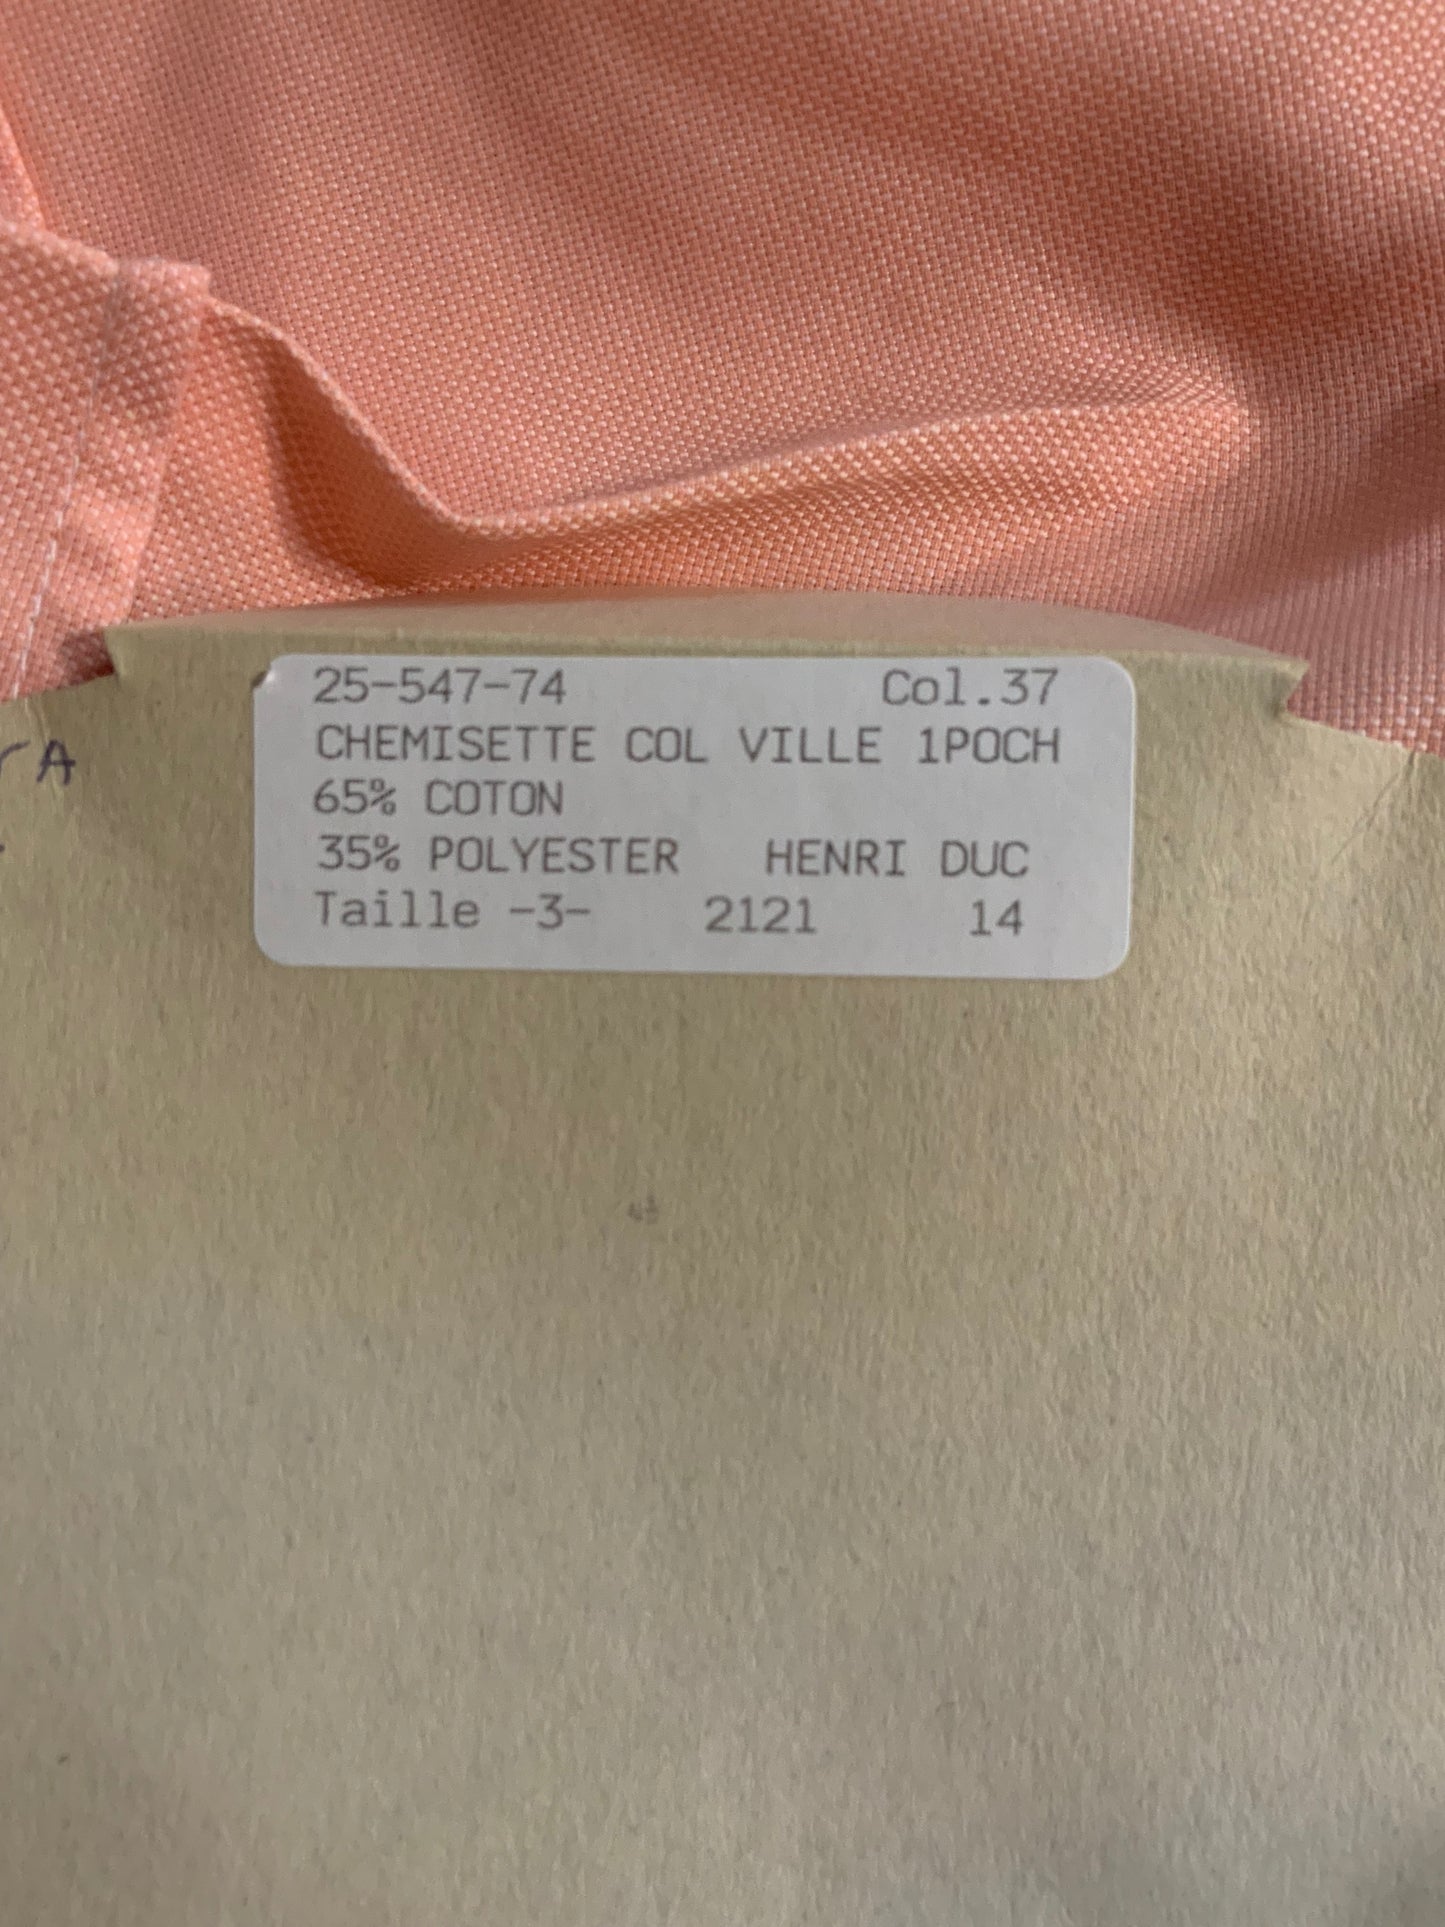 25-547-74 Col.37
CHEMISETTE COL VILLE 1POCH
65% COTON
35% POLYESTER HENRI DUC
Taille -3- 2121 14
A